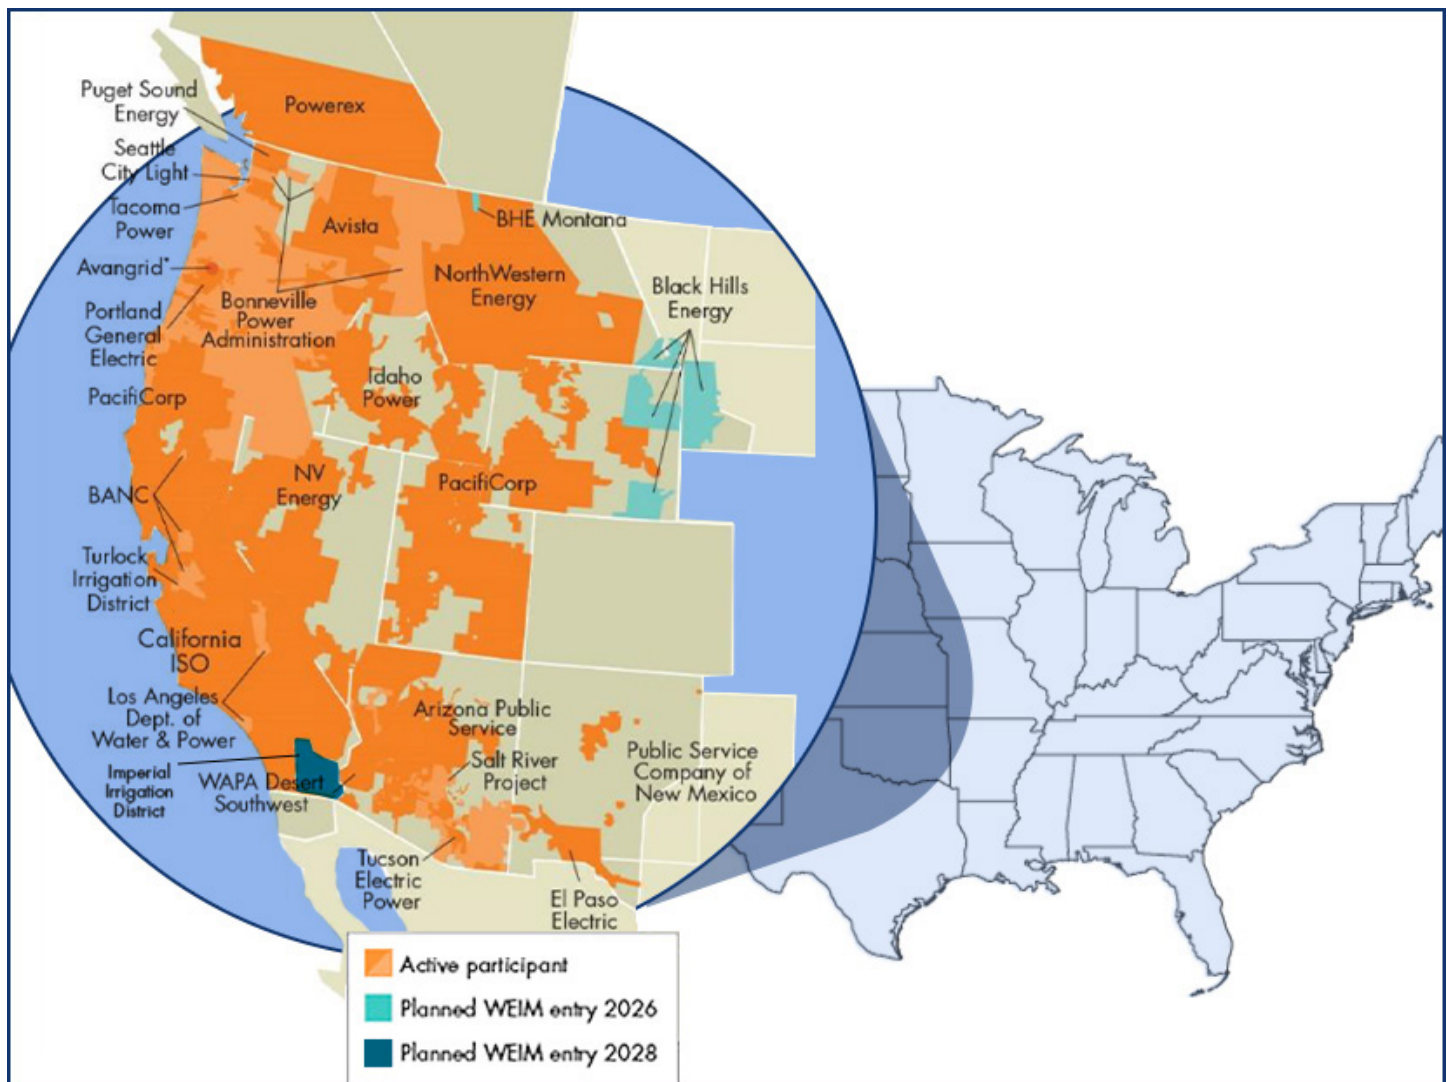 Powerex
Puget Sound
Energy
Seattle
City Light
Tacoma
Power
Avista
BHE Montana
Avangrid*
NorthWestern
Energy
Black Hills
Energy
Portland
General
Electric
Bonneville
Power
Administration
Idaho
Power
PacifiCorp
NV
Energy
PacifiCorp
BANC
Turlock
Irrigation
District
California
ISO
Los Angeles
Dept. of
Water & Power
Arizona Public
Service
Salt River
Project
Public Service
Company of
New Mexico
Imperial
Irrigation
District
WAPA Desert
Southwest
Tucson
Electric
Power
El Paso
Electric
Active participant
Planned WEIM entry 2026
Planned WEIM entry 2028